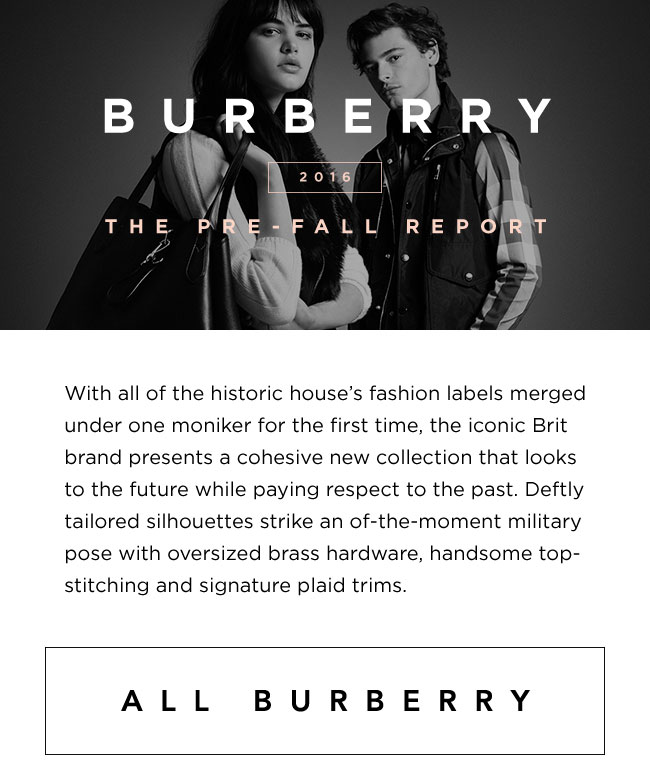 BURBERRY
2016
THE PRE-FALL REPORT
With all of the historic house’s fashion labels merged
under one moniker for the first time, the iconic Brit
brand presents a cohesive new collection that looks
to the future while paying respect to the past. Deftly
tailored silhouettes strike an of-the-moment military
pose with oversized brass hardware, handsome top-
stitching and signature plaid trims.
ALL BURBERRY